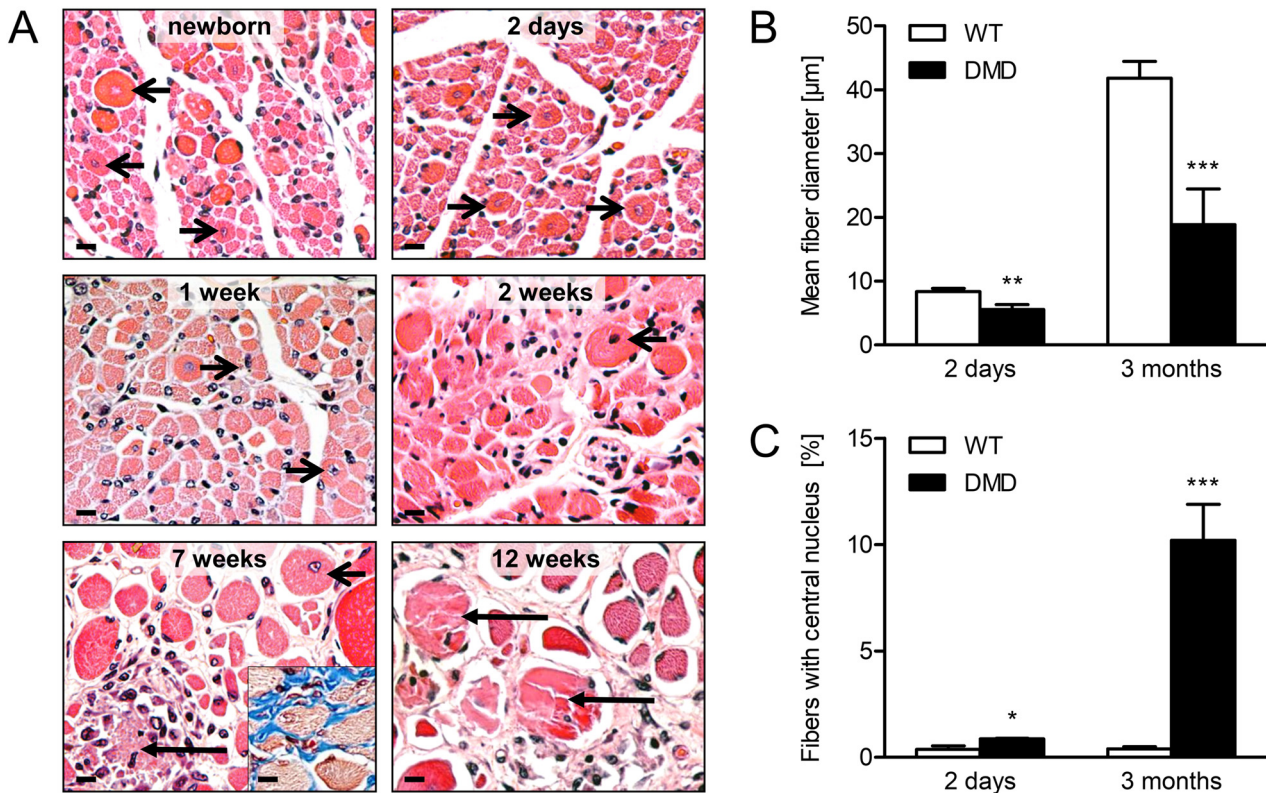 A
newborn
2 days
1 week
2 weeks
7 weeks
12 weeks
B
Mean fiber diameter [µm]
50
40
30
20
10
0
WT
DMD
**
***
2 days
3 months
C
Fibers with central nucleus [%]
15
10
5
0
WT
DMD
*
***
2 days
3 months